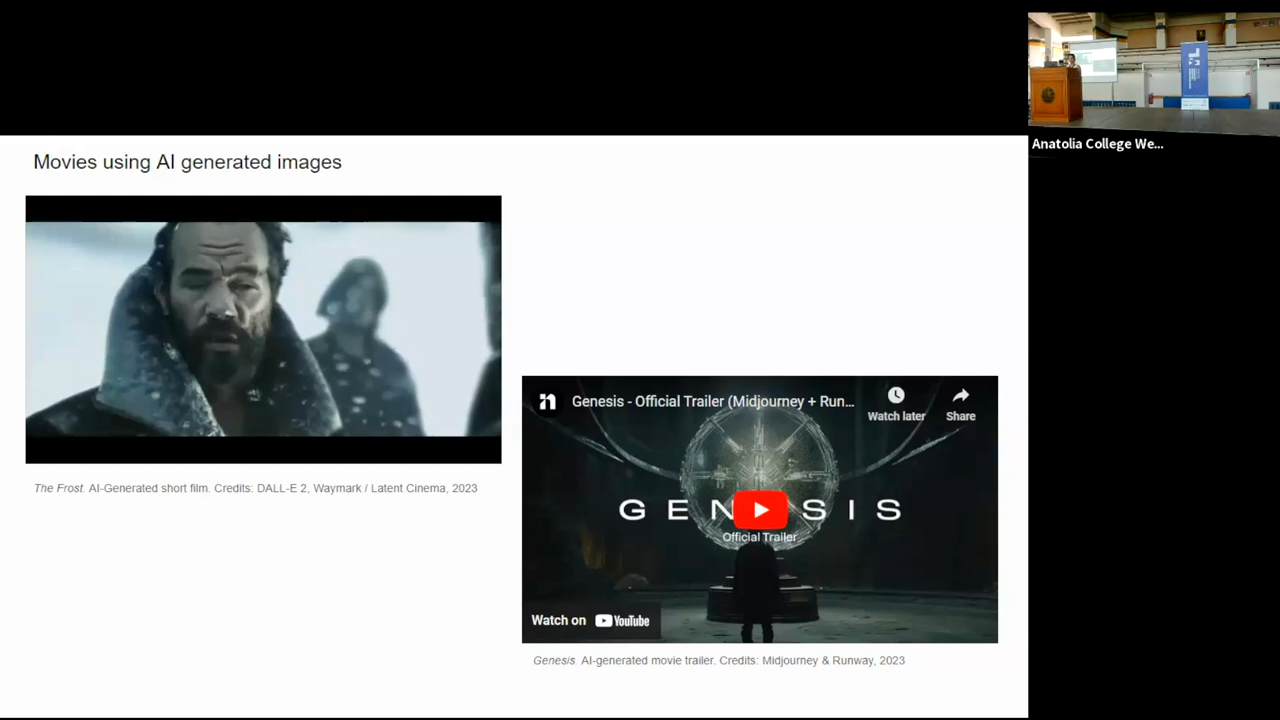 Movies using AI generated images
The Frost. AI-Generated short film. Credits: DALL-E 2, Waymark / Latent Cinema, 2023
Genesis - Official Trailer (Midjourney + Run...
Watch later
Share
GENESIS
Official Trailer
Watch on YouTube
Genesis. AI-generated movie trailer. Credits: Midjourney & Runway, 2023
Anatolia College We...